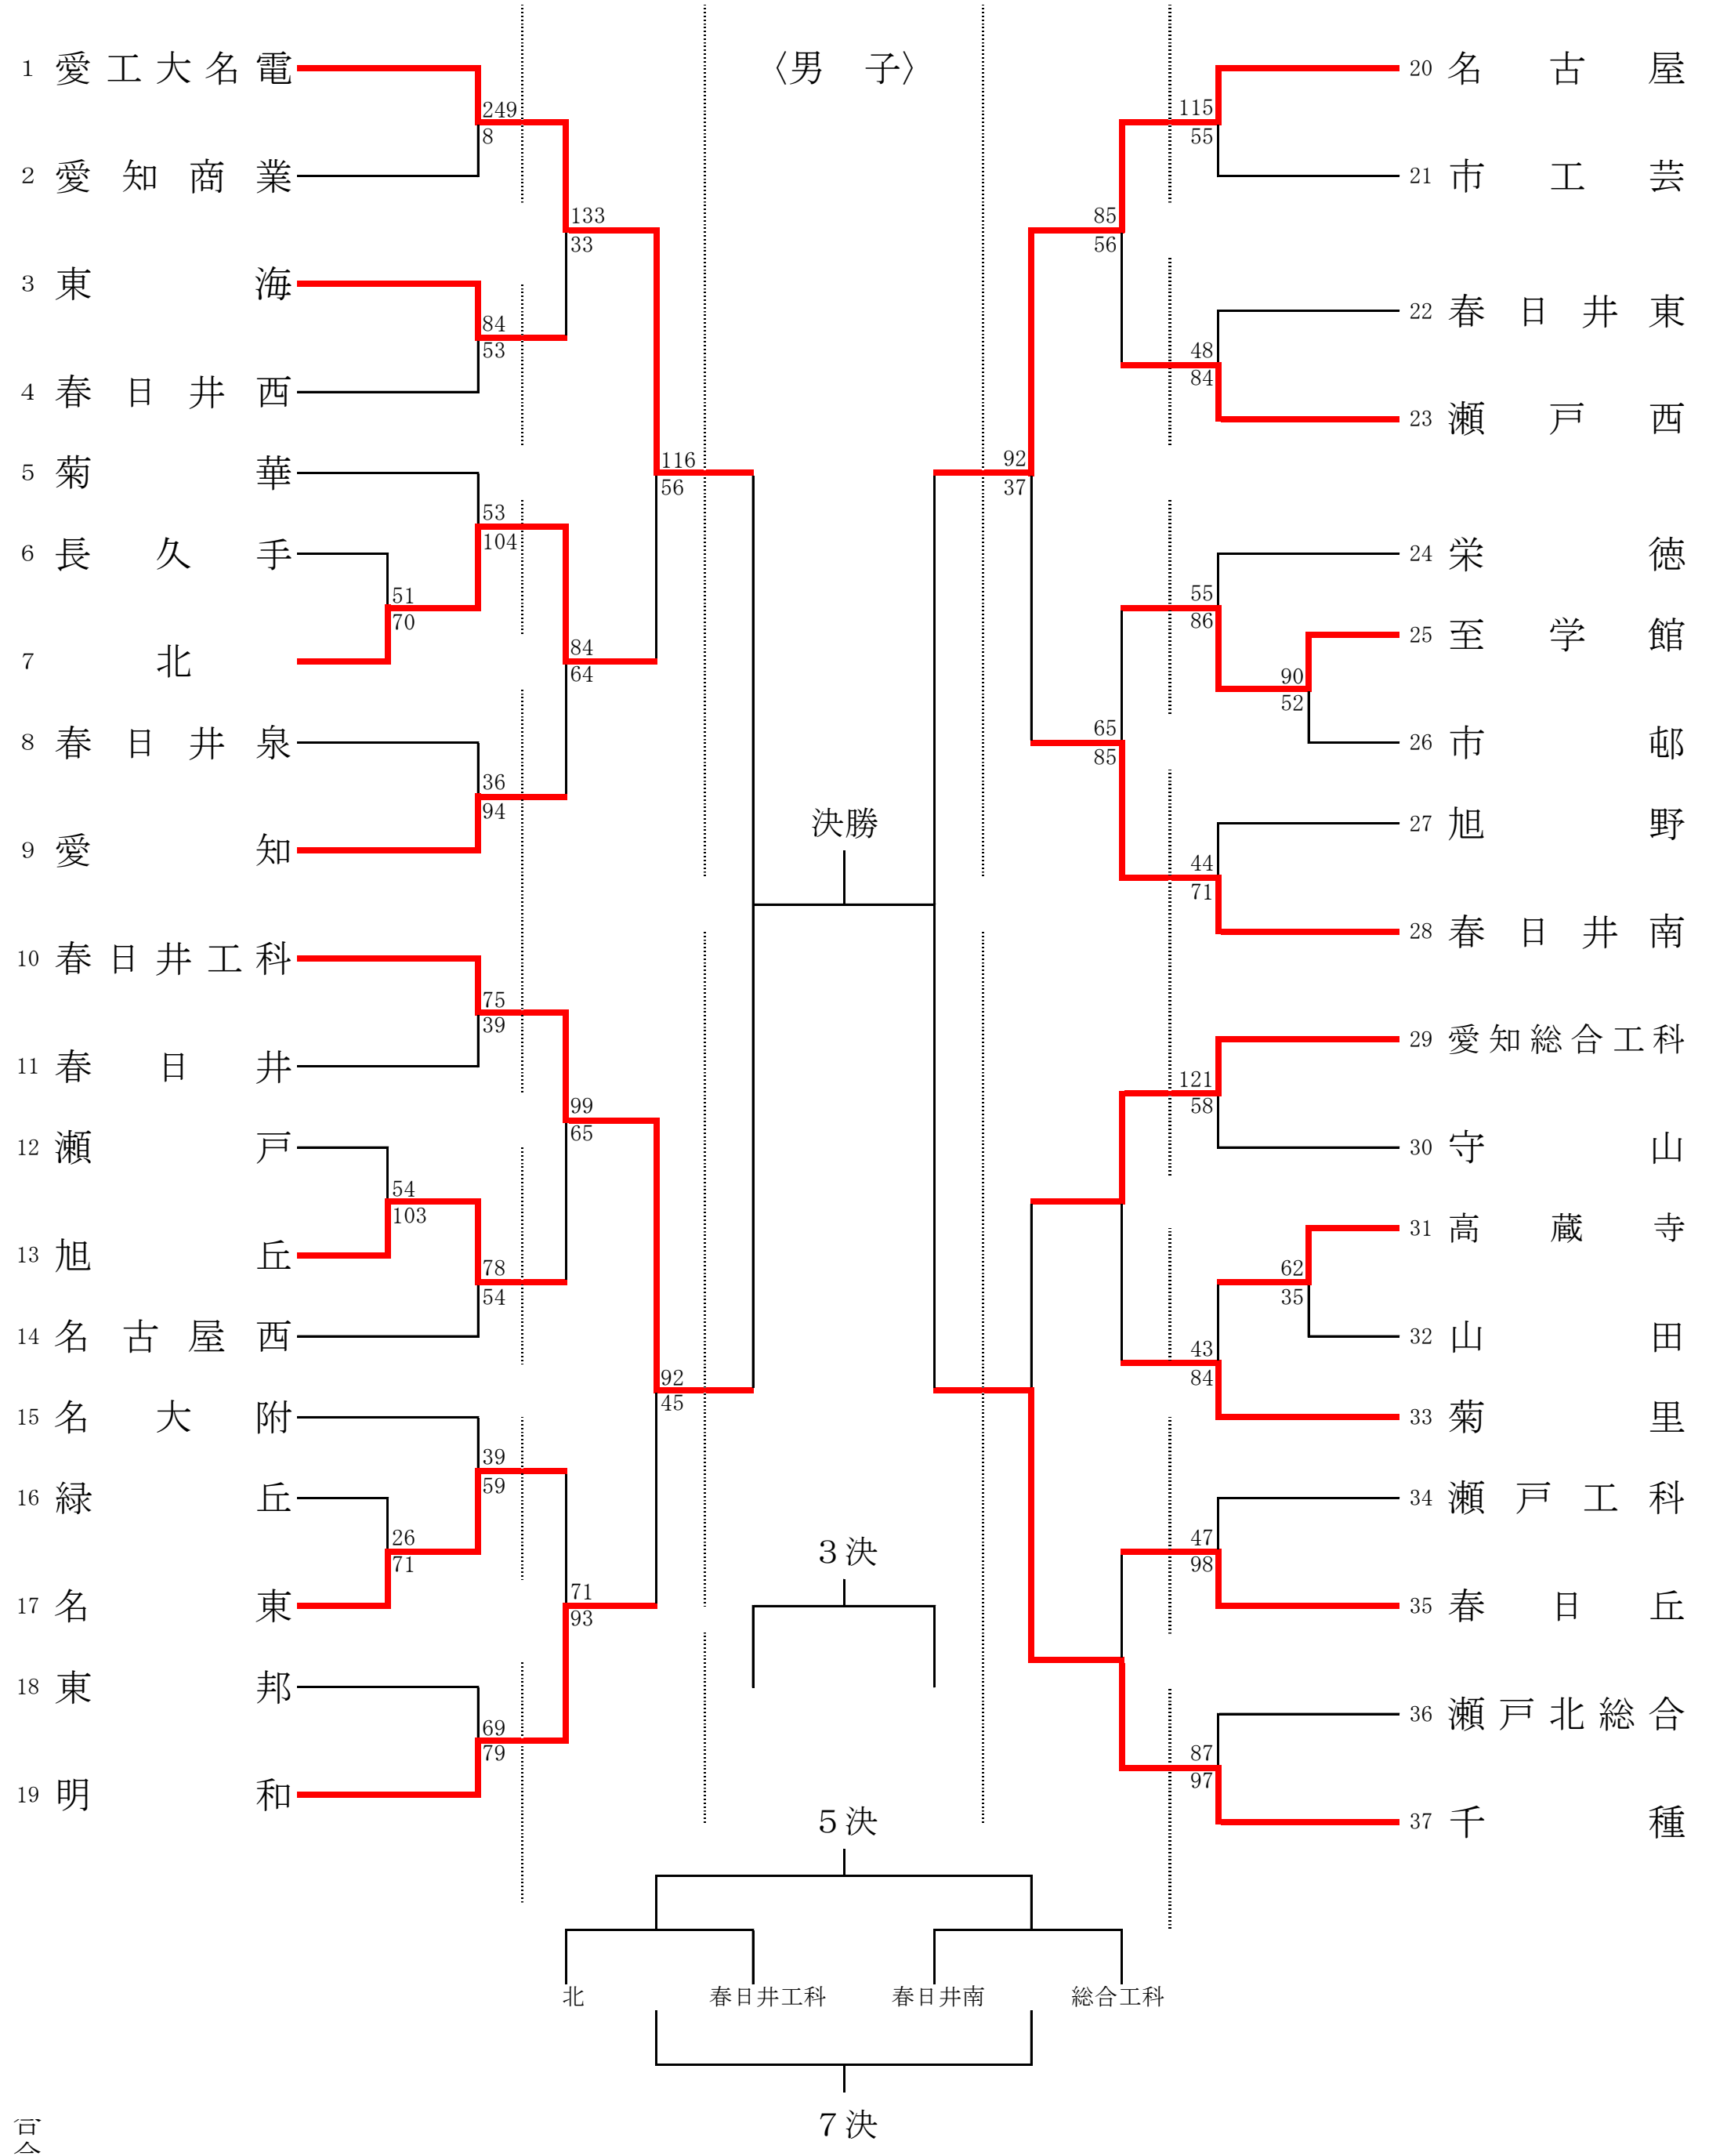 〈男 子〉
1 愛工大名電
249
8
2 愛知商業
133
33
3 東海
84
53
4 春日井西
116
56
5 菊華
53
104
6 長久手
51
70
7 北
84
64
8 春日井泉
36
94
9 愛知
10 春日井工科
75
39
11 春日井
99
65
12 瀬戸
54
103
13 旭丘
78
54
14 名古屋西
92
45
15 名大附
39
59
16 緑丘
26
71
17 名東
71
93
18 東邦
69
79
19 明和
20 名古屋
115
55
21 市工芸
85
56
22 春日井東
48
84
23 瀬戸西
92
37
24 栄徳
55
86
25 至学館
90
52
26 市邨
65
85
27 旭野
44
71
28 春日井南
29 愛知総合工科
121
58
30 守山
31 高蔵寺
62
35
32 山田
43
84
33 菊里
34 瀬戸工科
47
98
35 春日丘
36 瀬戸北総合
87
97
37 千種
決勝
3決
5決
北 春日井工科 春日井南 総合工科
7決